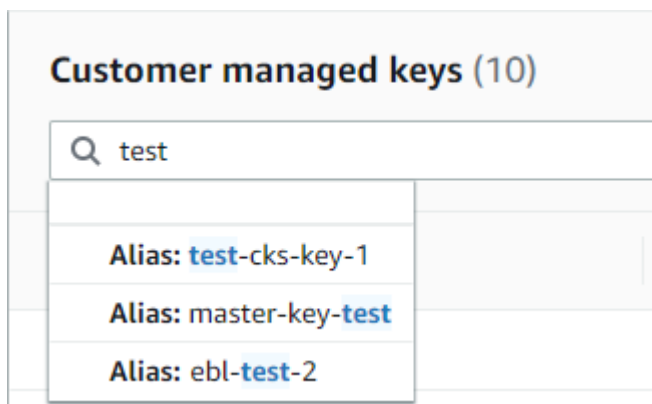 Customer managed keys (10)
test
Alias: test-cks-key-1
Alias: master-key-test
Alias: ebl-test-2